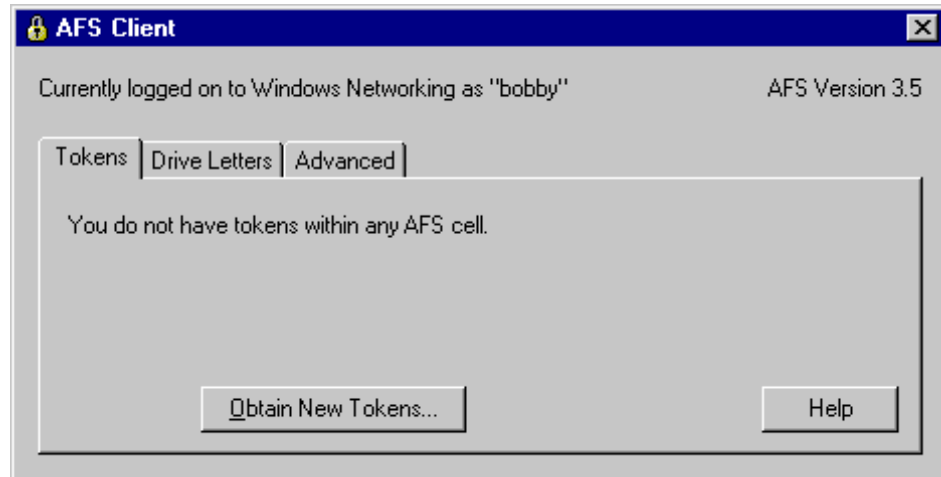 AFS Client
Currently logged on to Windows Networking as "bobby" AFS Version 3.5
Tokens Drive Letters Advanced
You do not have tokens within any AFS cell.
Obtain New Tokens... Help